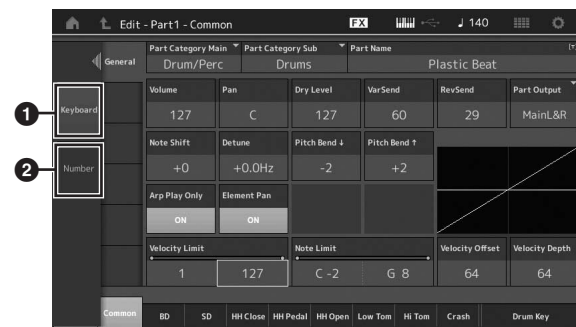 Edit - Part1 - Common FX 140
General
Part Category Main Part Category Sub Part Name
Drum/Perc Drums Plastic Beat
1 Keyboard
2 Number
Volume Pan Dry Level VarSend RevSend Part Output
127 C 127 60 29 MainL&R
Note Shift Detune Pitch Bend ↓ Pitch Bend ↑
+0 +0.0Hz -2 +2
Arp Play Only Element Pan
ON ON
Velocity Limit Note Limit Velocity Offset Velocity Depth
1 127 C -2 G 8 64 64
Common BD SD HH Close HH Pedal HH Open Low Tom Hi Tom Crash Drum Key